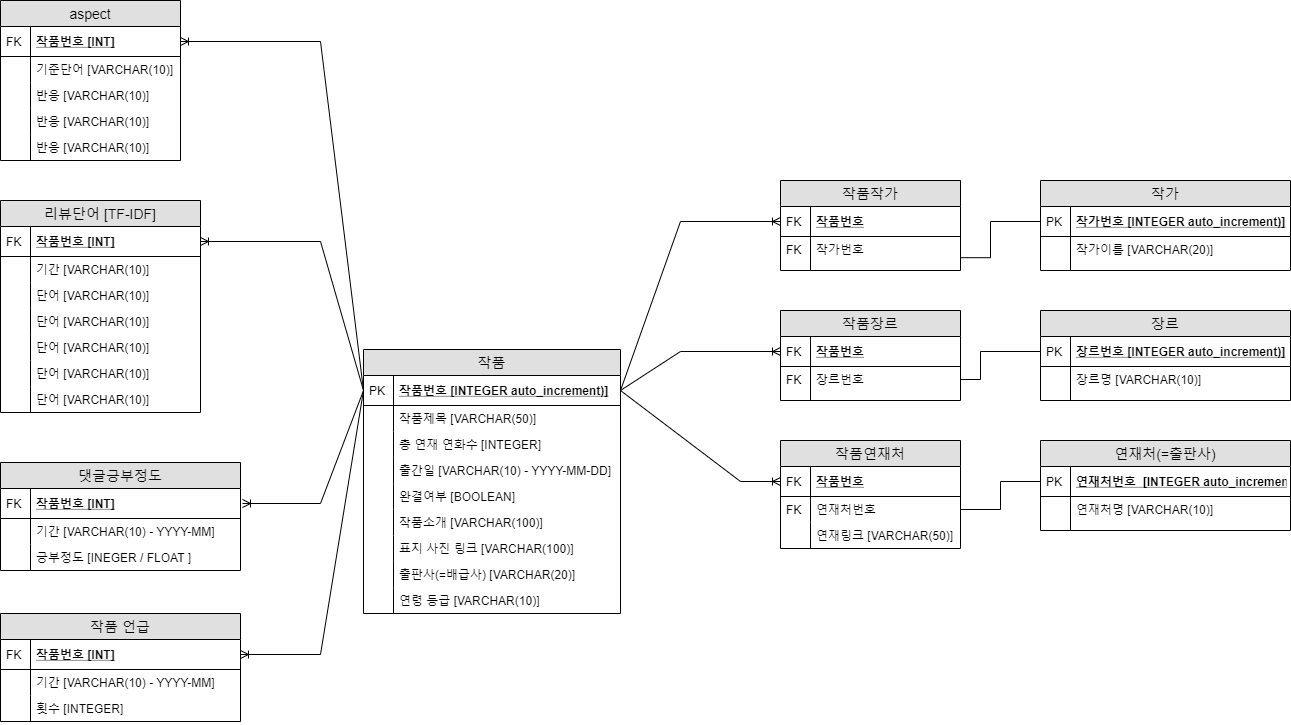 aspect
FK 작품번호 [INT]
기준단어 [VARCHAR(10)]
반응 [VARCHAR(10)]
반응 [VARCHAR(10)]
반응 [VARCHAR(10)]
리뷰단어 [TF-IDF]
FK 작품번호 [INT]
기간 [VARCHAR(10)]
단어 [VARCHAR(10)]
단어 [VARCHAR(10)]
단어 [VARCHAR(10)]
단어 [VARCHAR(10)]
단어 [VARCHAR(10)]
댓글긍부정도
FK 작품번호 [INT]
기간 [VARCHAR(10) - YYYY-MM]
긍부정도 [INEGER / FLOAT ]
작품 언급
FK 작품번호 [INT]
기간 [VARCHAR(10) - YYYY-MM]
횟수 [INTEGER]
작품
PK 작품번호 [INTEGER auto_increment)]
작품제목 [VARCHAR(50)]
총 연재 연화수 [INTEGER]
출간일 [VARCHAR(10) - YYYY-MM-DD]
완결여부 [BOOLEAN]
작품소개 [VARCHAR(100)]
표지 사진 링크 [VARCHAR(100)]
출판사(=배급사) [VARCHAR(20)]
연령 등급 [VARCHAR(10)]
작품작가
FK 작품번호
FK 작가번호
작가
PK 작가번호 [INTEGER auto_increment)]
작가이름 [VARCHAR(20)]
작품장르
FK 작품번호
FK 장르번호
장르
PK 장르번호 [INTEGER auto_increment)]
장르명 [VARCHAR(10)]
작품연재처
FK 작품번호
FK 연재처번호
연재링크 [VARCHAR(50)]
연재처(=출판사)
PK 연재처번호 [INTEGER auto_incremen
연재처명 [VARCHAR(10)]